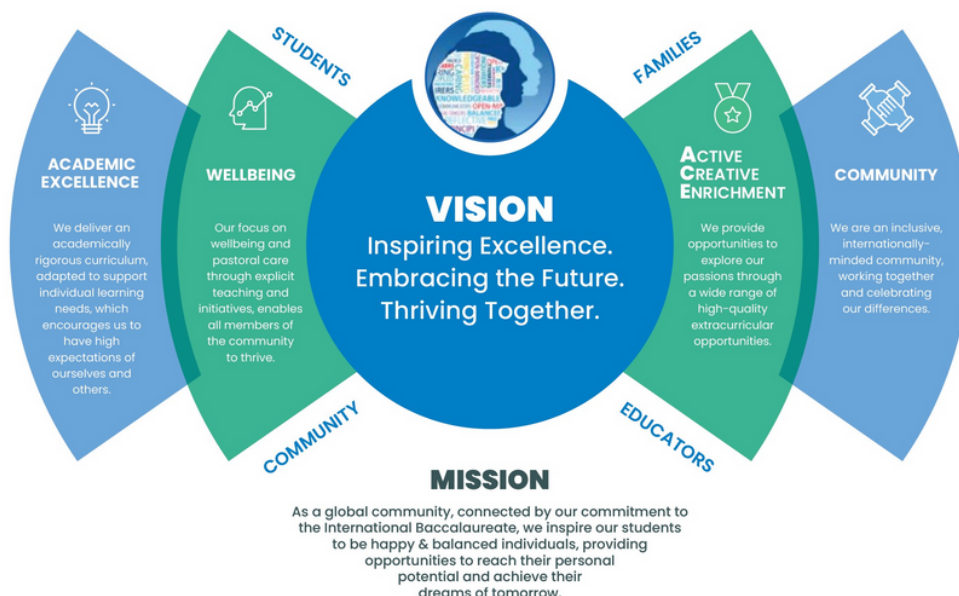 STUDENTS
FAMILIES
KNOWLEDGEABLE
BALANCED
ACADEMIC
EXCELLENCE
We deliver an
academically
rigorous curriculum,
adapted to support
individual learning
needs, which
encourages us to
have high
expectations of
ourselves and
others.
WELLBEING
Our focus on
wellbeing and
pastoral care
through explicit
teaching and
initiatives, enables
all members of
the community
to thrive.
VISION
Inspiring Excellence.
Embracing the Future.
Thriving Together.
ACTIVE
CREATIVE
ENRICHMENT
We provide
opportunities to
explore our
passions through
a wide range of
high-quality
extracurricular
opportunities.
COMMUNITY
We are an inclusive,
internationally-
minded community,
working together
and celebrating
our differences.
COMMUNITY
EDUCATORS
MISSION
As a global community, connected by our commitment to
the International Baccalaureate, we inspire our students
to be happy & balanced individuals, providing
opportunities to reach their personal
potential and achieve their
dreams of tomorrow.